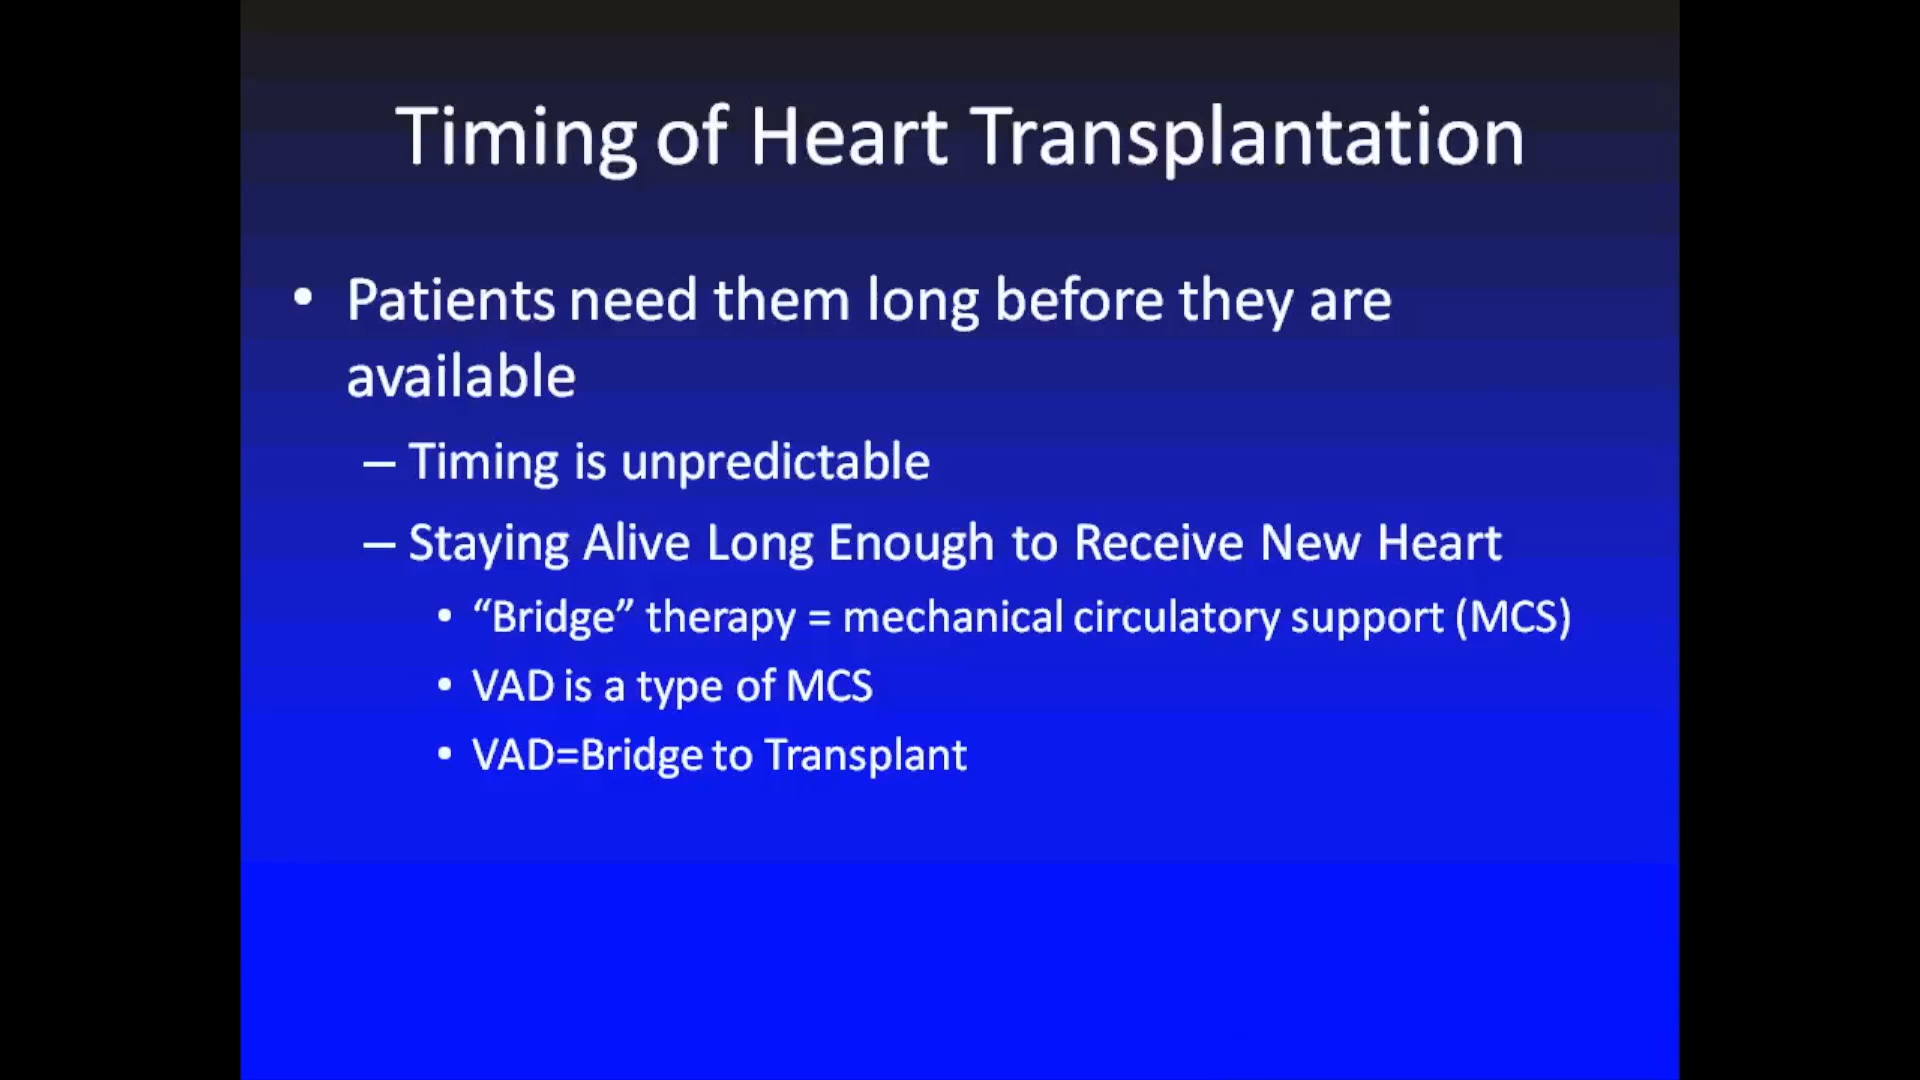 Timing of Heart Transplantation
• Patients need them long before they are
available
– Timing is unpredictable
– Staying Alive Long Enough to Receive New Heart
• “Bridge” therapy = mechanical circulatory support (MCS)
• VAD is a type of MCS
• VAD=Bridge to Transplant